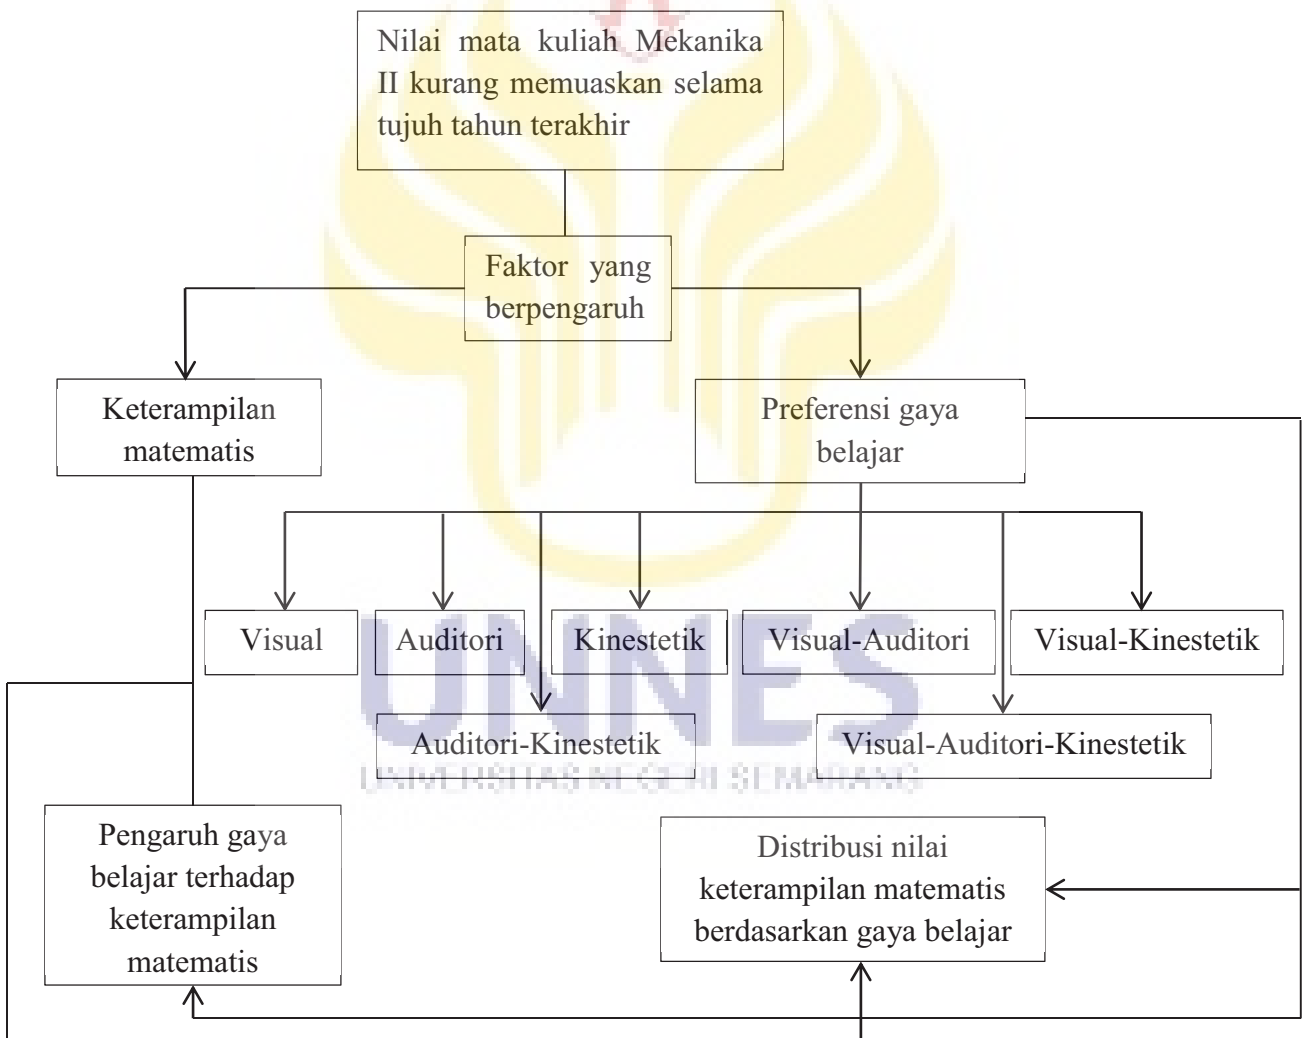 Nilai mata kuliah Mekanika
II kurang memuaskan selama
tujuh tahun terakhir
Faktor yang
berpengaruh
Keterampilan
matematis
Preferensi gaya
belajar
Visual
Auditori
Kinestetik
Visual-Auditori
Visual-Kinestetik
UNNES
Auditori-Kinestetik
Visual-Auditori-Kinestetik
UNIVERSITAS NEGERI SEMARANG
Pengaruh gaya
belajar terhadap
keterampilan
matematis
Distribusi nilai
keterampilan matematis
berdasarkan gaya belajar